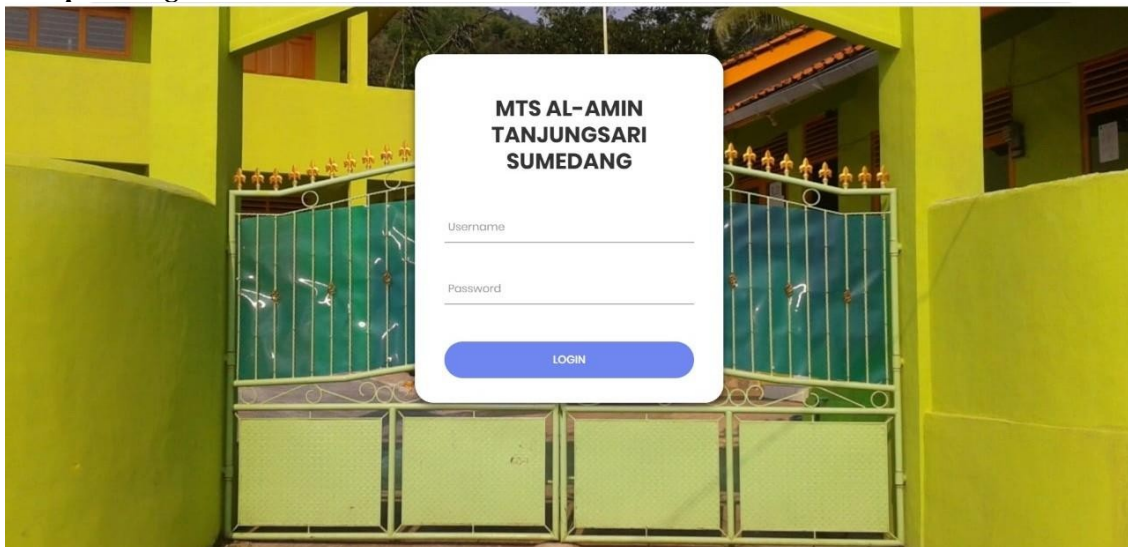 MTS AL-AMIN
TANJUNGSARI
SUMEDANG
Username
Password
LOGIN